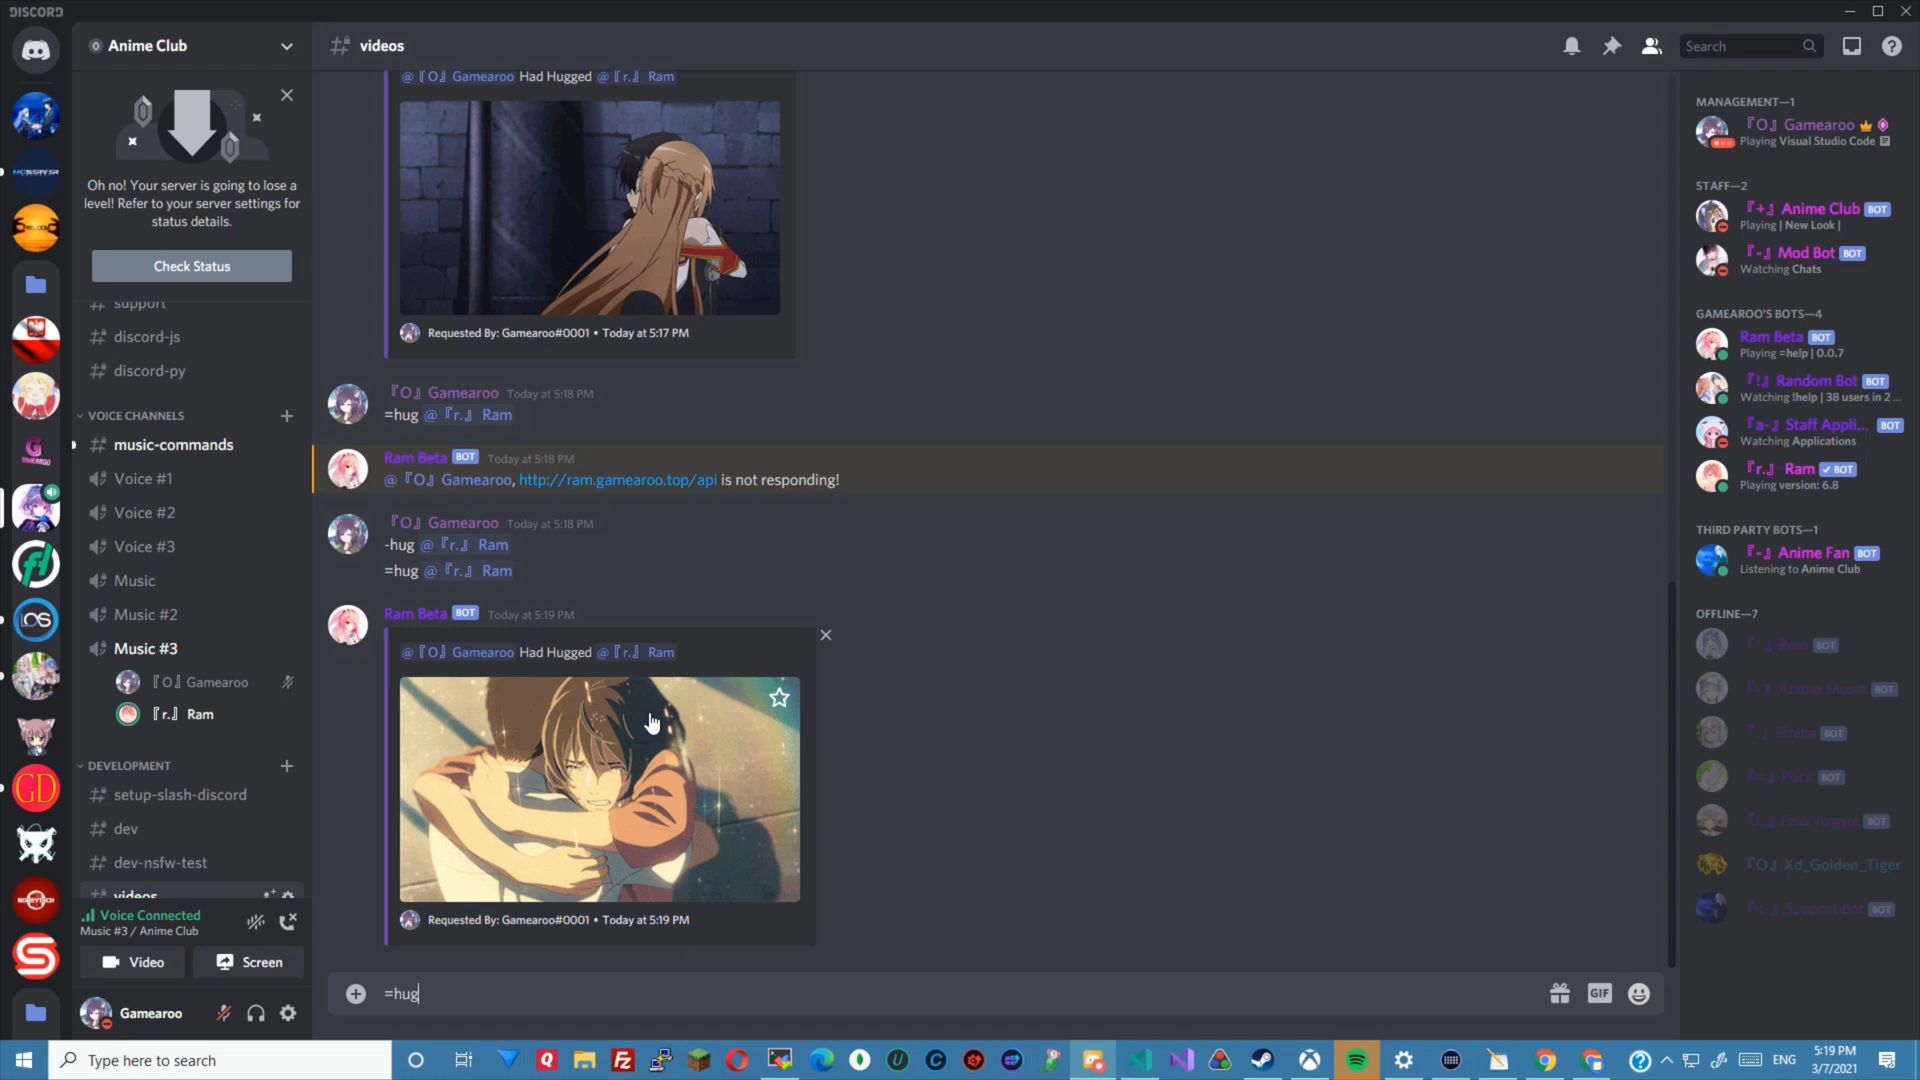 DISCORD
Anime Club
videos
Search
Oh no! Your server is going to lose a
level! Refer to your server settings for
status details.
Check Status
support
discord-js
discord-py
VOICE CHANNELS
music-commands
Voice #1
Voice #2
Voice #3
Music
Music #2
Music #3
『O』Gamearoo
『r.』 Ram
DEVELOPMENT
setup-slash-discord
dev
dev-nsfw-test
videos
Voice Connected
Music #3 / Anime Club
Video
Screen
Gamearoo
@『O』Gamearoo Had Hugged @『r.』 Ram
Requested By: Gamearoo#0001 • Today at 5:17 PM
『O』Gamearoo Today at 5:18 PM
=hug @『r.』 Ram
Ram Beta BOT Today at 5:18 PM
@『O』Gamearoo, http://ram.gamearoo.top/api is not responding!
『O』Gamearoo Today at 5:18 PM
-hug @『r.』 Ram
=hug @『r.』 Ram
Ram Beta BOT Today at 5:19 PM
@『O』Gamearoo Had Hugged @『r.』 Ram
Requested By: Gamearoo#0001 • Today at 5:19 PM
=hug
GIF
MANAGEMENT—1
『O』Gamearoo
Playing Visual Studio Code
STAFF—2
『+』Anime Club BOT
Playing | New Look |
『-』Mod Bot BOT
Watching Chats
GAMEAROO'S BOTS—4
Ram Beta BOT
Playing =help | 0.0.7
『!』Random Bot BOT
Watching !help | 38 users in 2 ...
『a-』Staff Appli... BOT
Watching Applications
『r.』 Ram ✓ BOT
Playing version: 6.8
THIRD PARTY BOTS—1
『-』Anime Fan BOT
Listening to Anime Club
OFFLINE—7
BOT
Anime Music BOT
BOT
BOT
BOT
『O』Xd_Golden_Tiger
BOT
Type here to search
ENG
5:19 PM
3/7/2021